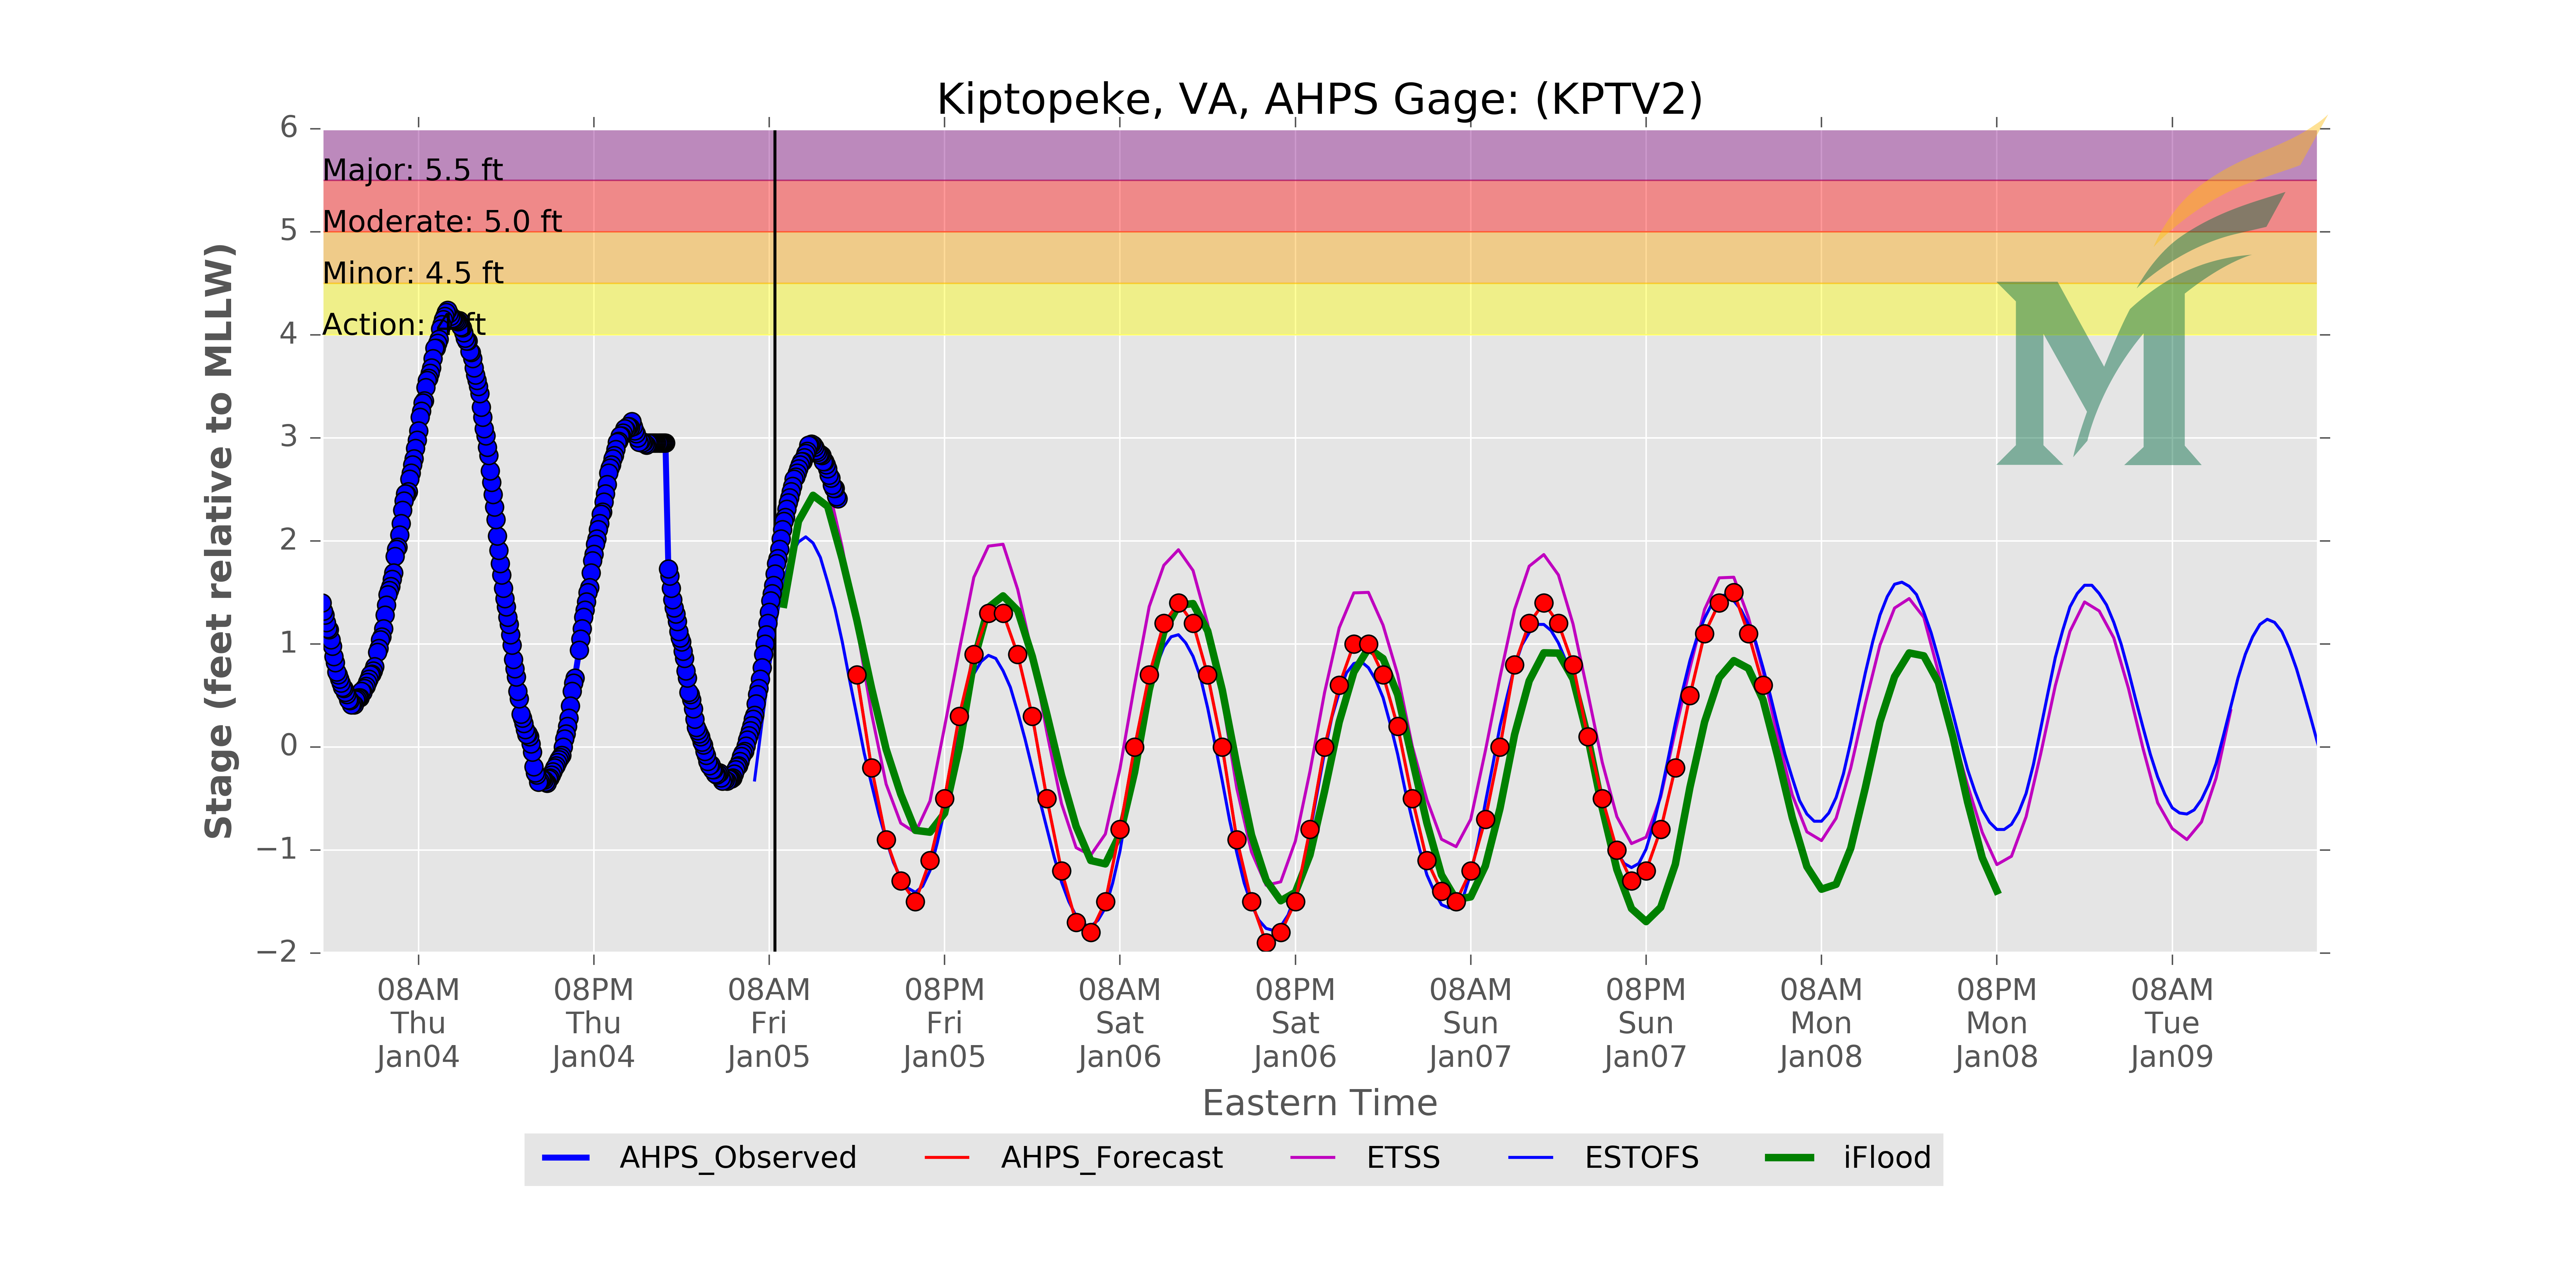 Kiptopeke, VA, AHPS Gage: (KPTV2)
6
5
4
3
2
1
0
−1
−2
Stage (feet relative to MLLW)
Major: 5.5 ft
Moderate: 5.0 ft
Minor: 4.5 ft
Action: ft
08AM 08PM 08AM 08PM 08AM 08PM 08AM 08PM 08AM 08PM 08AM
Thu Thu Fri Fri Sat Sat Sun Sun Mon Mon Tue
Jan04 Jan04 Jan05 Jan05 Jan06 Jan06 Jan07 Jan07 Jan08 Jan08 Jan09
Eastern Time
AHPS_Observed AHPS_Forecast ETSS ESTOFS iFlood
M